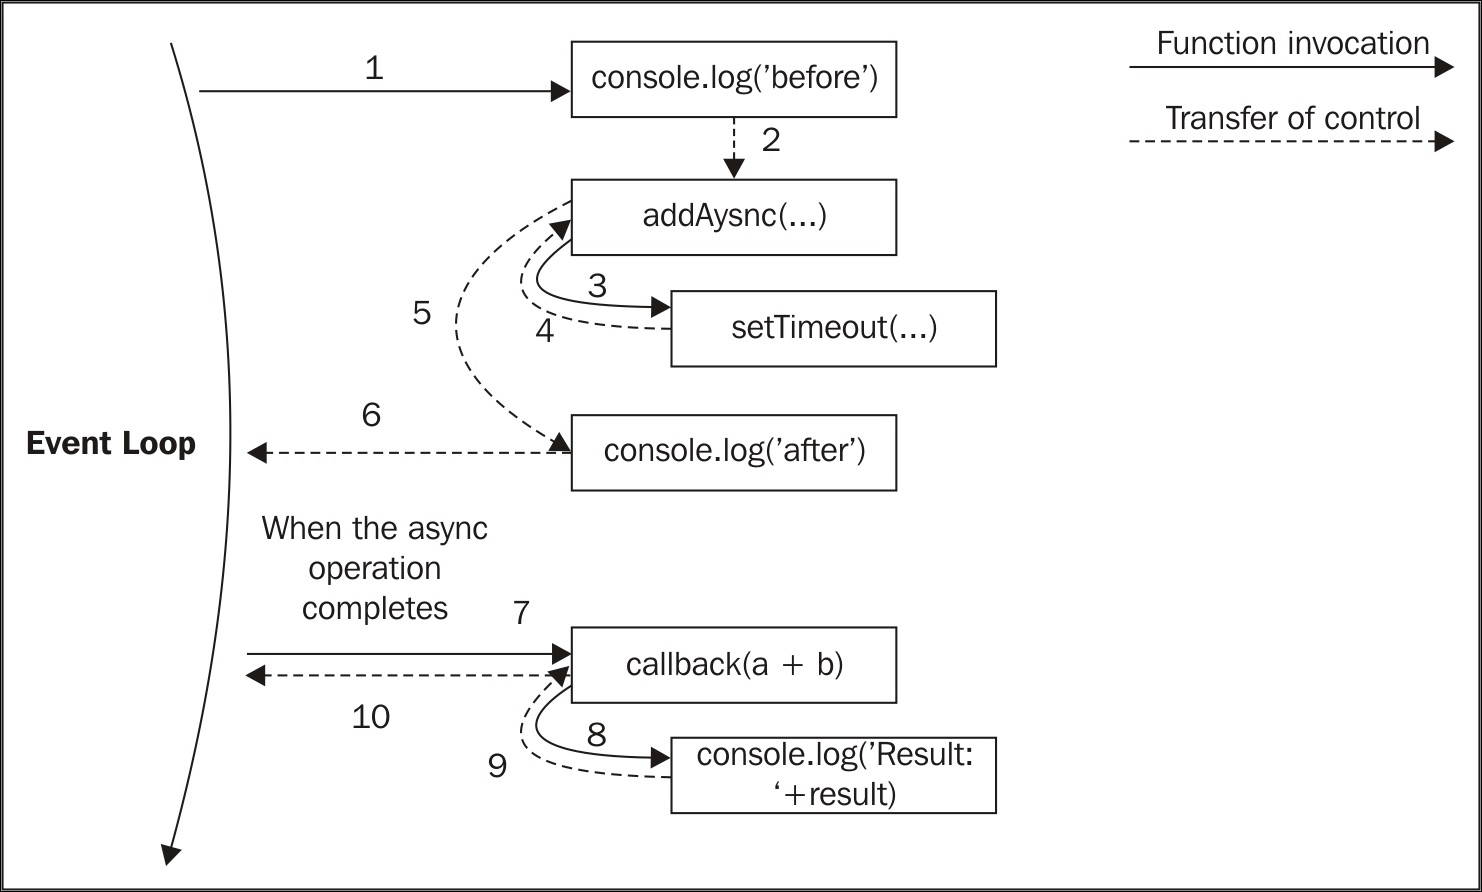 1
console.log(’before’)
Function invocation
Transfer of control
2
addAysnc(...)
3
4
setTimeout(...)
5
6
console.log(’after’)
Event Loop
When the async
operation
completes
7
callback(a + b)
10
8
9
console.log(’Result:
‘+result)